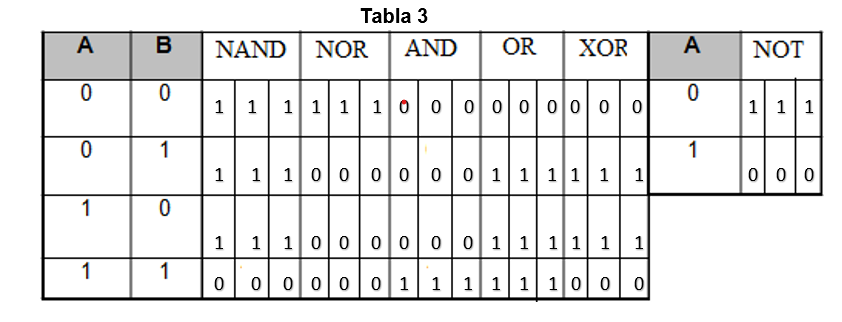 Tabla 3
A B NAND NOR AND OR XOR A NOT
0 0 1 1 1 1 1 1 0 0 0 0 0 0 0 0 0 0 1 1 1
0 1 1 1 1 0 0 0 0 0 0 1 1 1 1 1 1 1 0 0 0
1 0 1 1 1 0 0 0 0 0 0 1 1 1 1 1 1
1 1 0 0 0 0 0 0 1 1 1 1 1 1 0 0 0